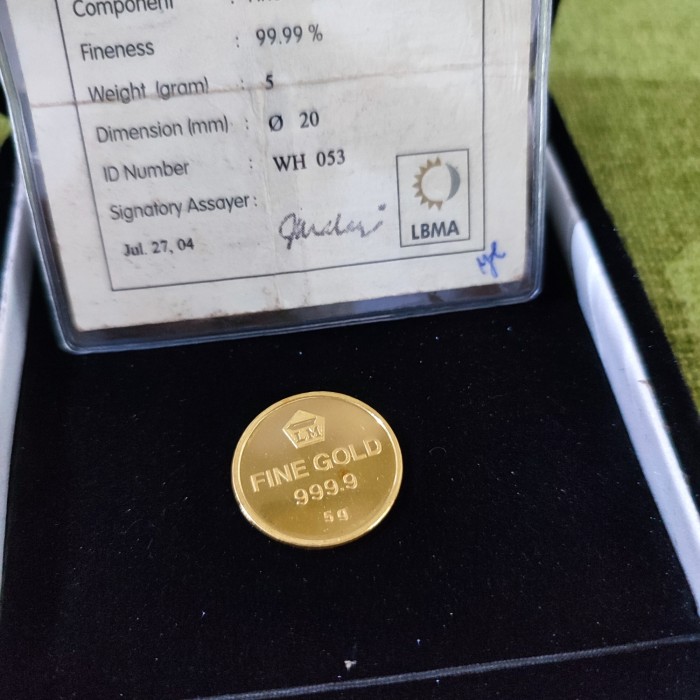 Component :
Fineness : 99.99 %
Weight (gram) : 5
Dimension (mm) : Ø 20
ID Number : WH 053
Signatory Assayer :
Jul. 27, 04
LBMA
LM
FINE GOLD
999.9
5g